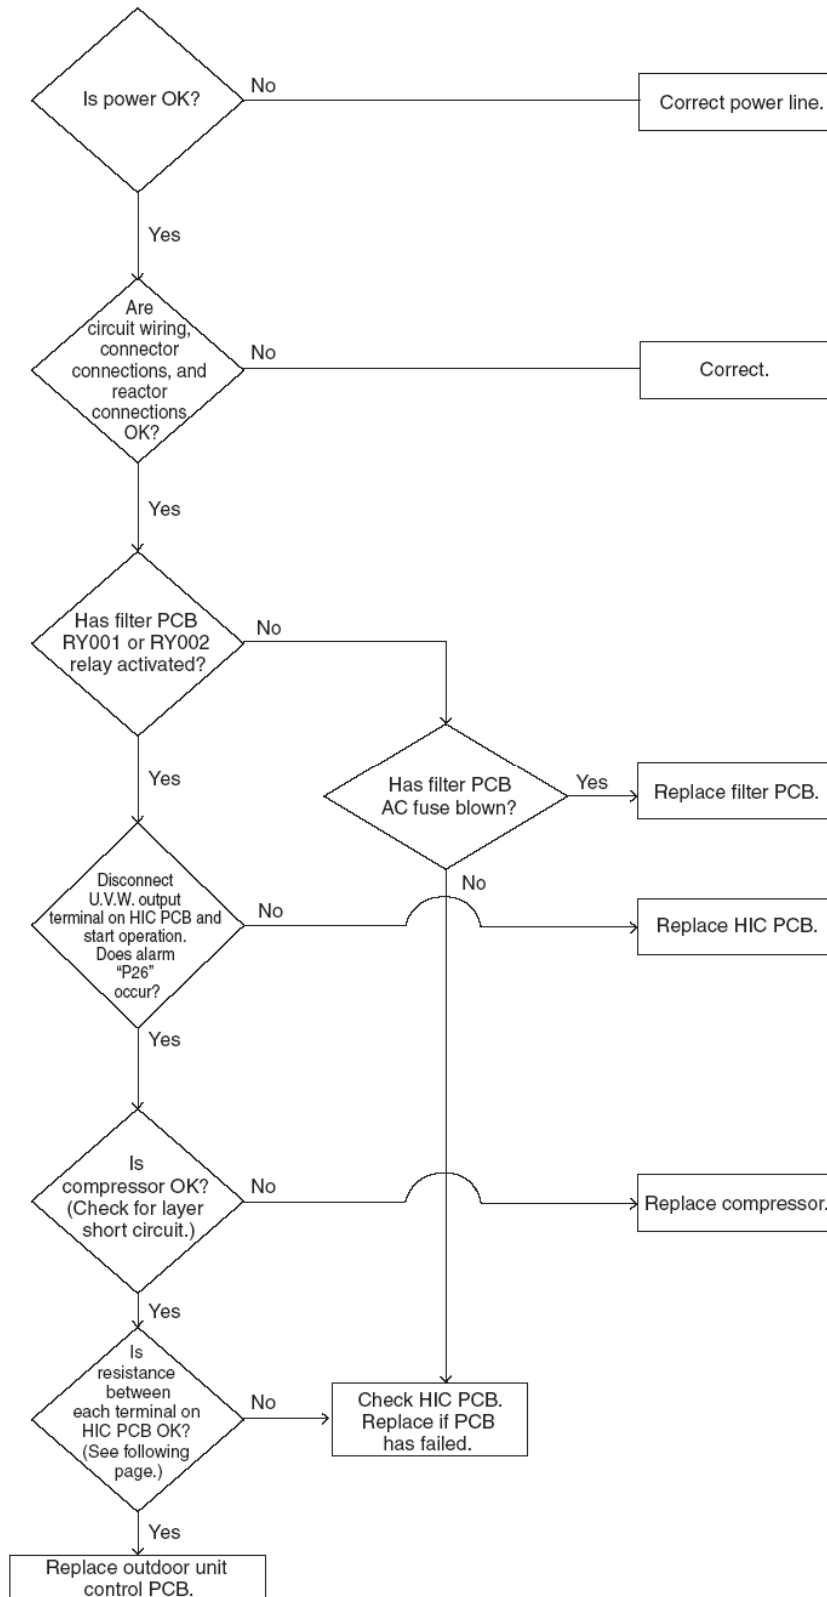 Is power OK?
No
Correct power line.
Yes
Are
circuit wiring,
connector
connections, and
reactor
connections
OK?
No
Correct.
Yes
Has filter PCB
RY001 or RY002
relay activated?
No
Yes
Has filter PCB
AC fuse blown?
Yes
Replace filter PCB.
No
Disconnect
U.V.W. output
terminal on HIC PCB and
start operation.
Does alarm
“P26”
occur?
No
Replace HIC PCB.
Yes
Is
compressor OK?
(Check for layer
short circuit.)
No
Replace compressor.
Yes
Is
resistance
between
each terminal on
HIC PCB OK?
(See following
page.)
No
Check HIC PCB.
Replace if PCB
has failed.
Yes
Replace outdoor unit
control PCB.